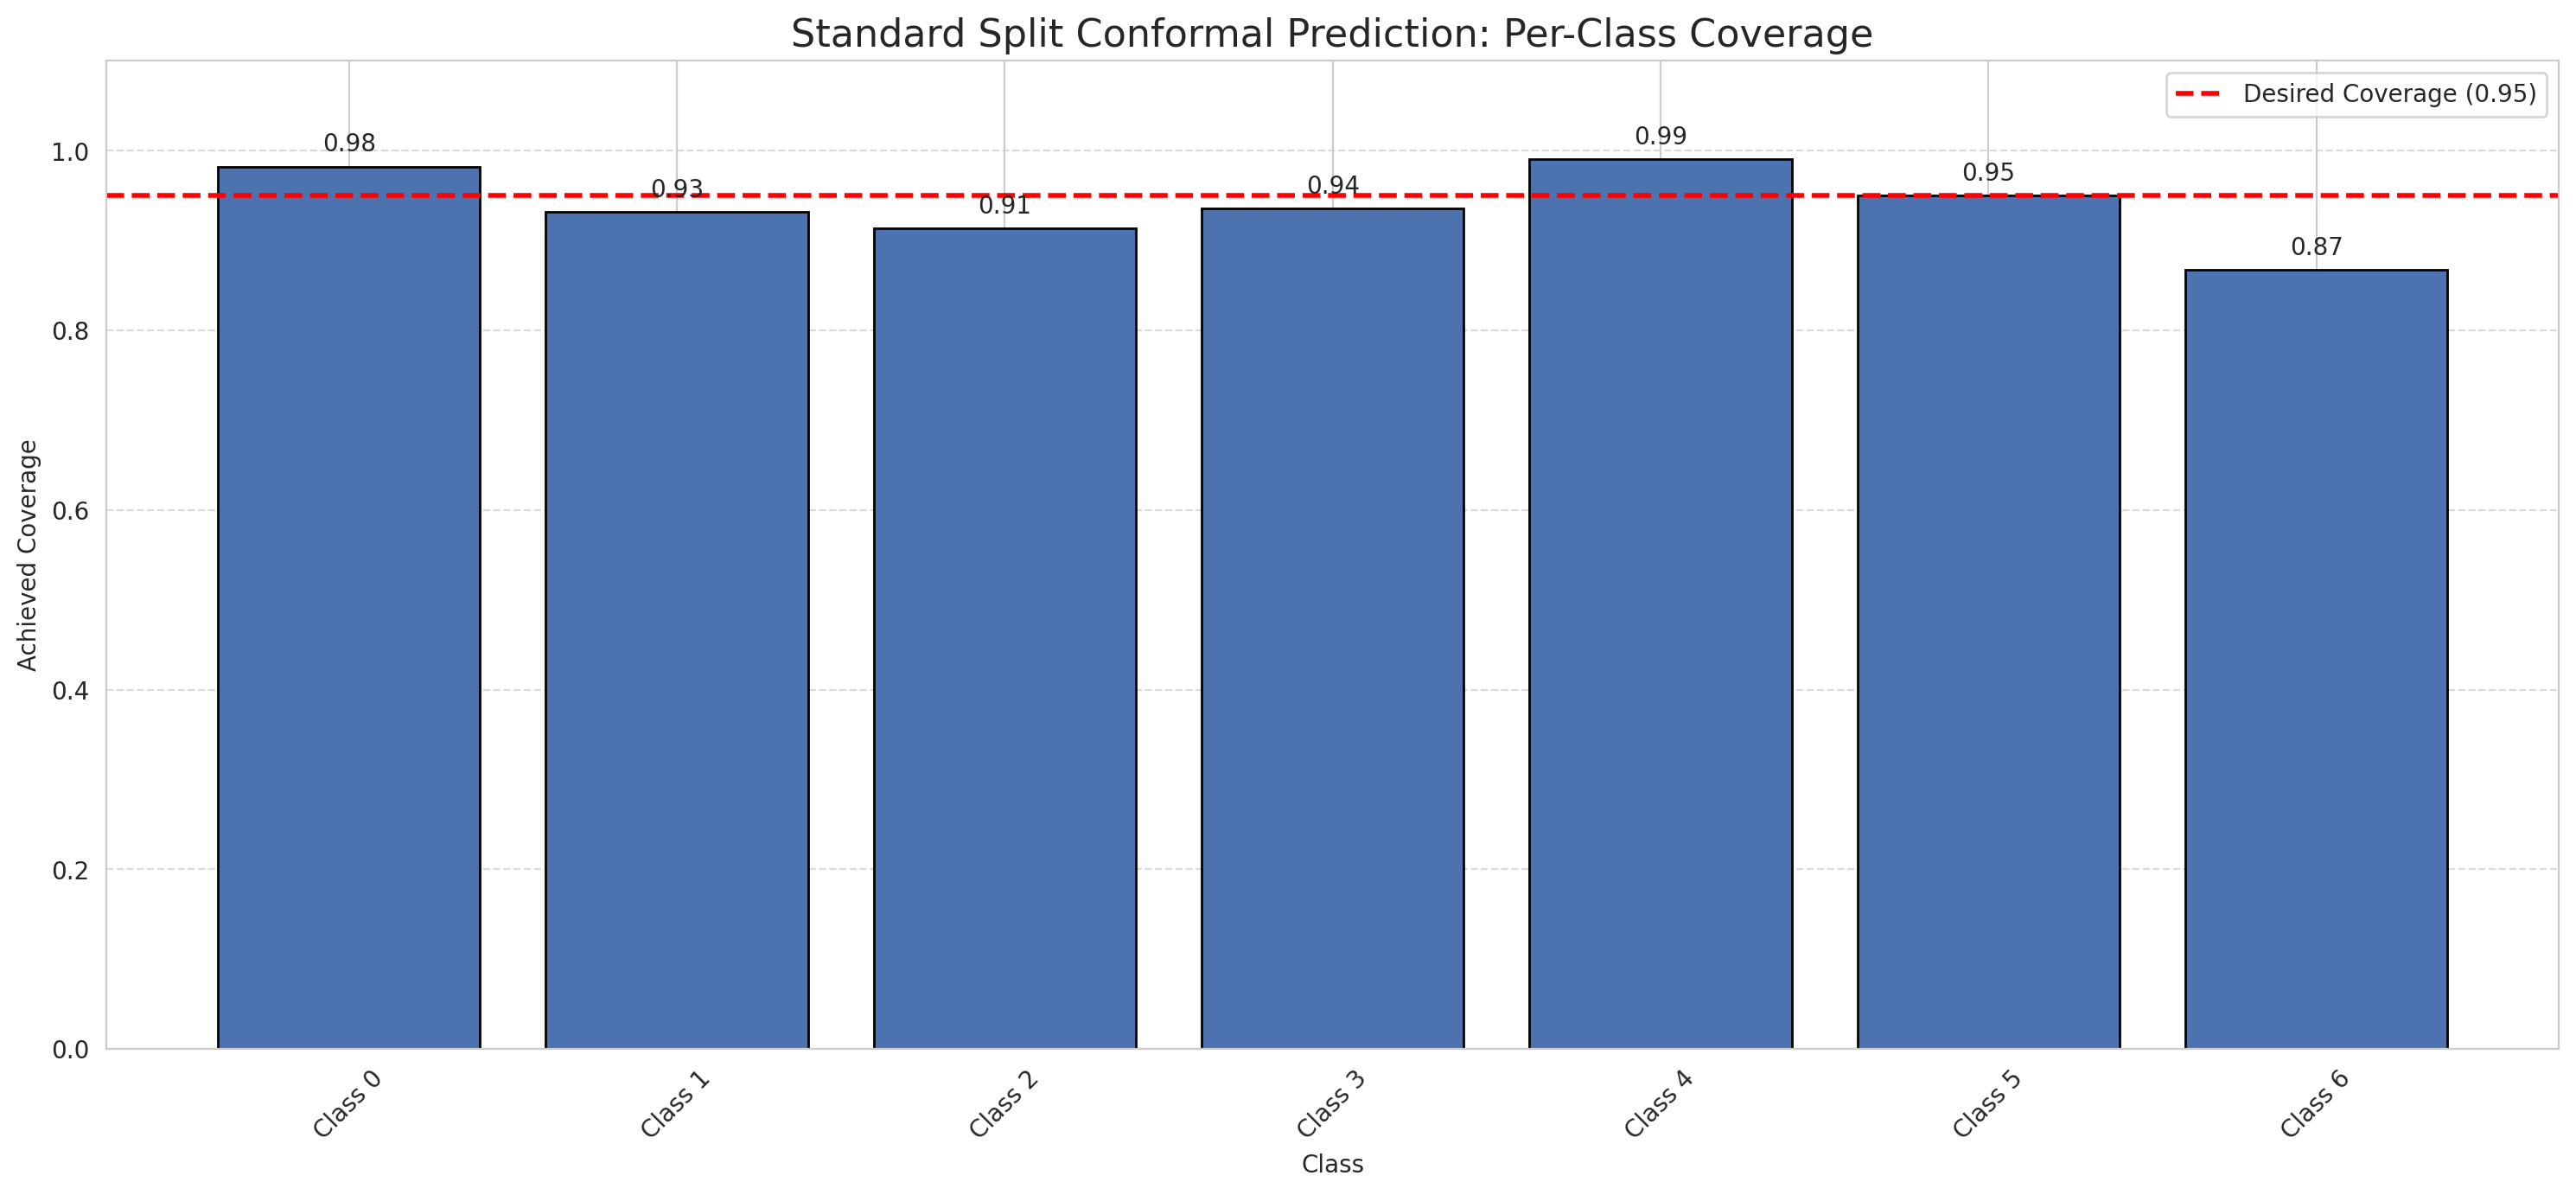 Standard Split Conformal Prediction: Per-Class Coverage
Desired Coverage (0.95)
Achieved Coverage
1.0
0.8
0.6
0.4
0.2
0.0
0.98
0.93
0.91
0.94
0.99
0.95
0.87
Class 0
Class 1
Class 2
Class 3
Class 4
Class 5
Class 6
Class